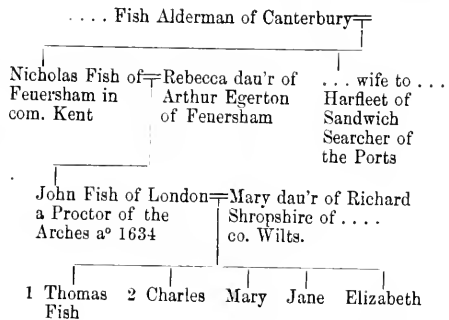 .... Fish Alderman of Canterbury
Nicholas Fish of
Feuersham in
com. Kent
Rebecca dau'r of
Arthur Egerton
of Feuersham
... wife to ...
Harfleet of
Sandwich
Searcher of
the Ports
John Fish of London
a Proctor of the
Arches aº 1634
Mary dau'r of Richard
Shropshire of ....
co. Wilts.
1 Thomas Fish
2 Charles
Mary
Jane
Elizabeth